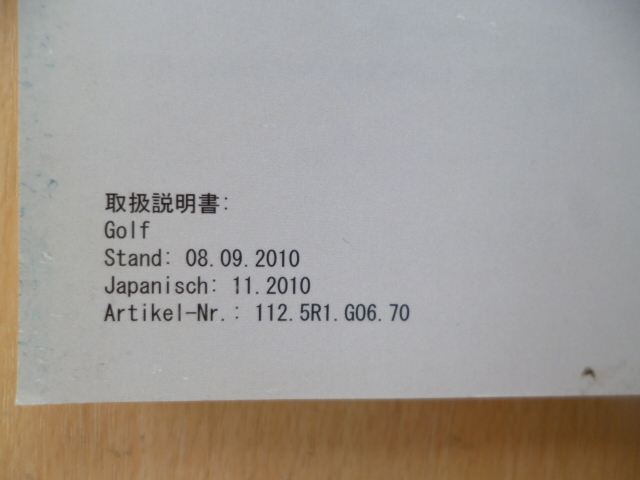 取扱説明書:
Golf
Stand: 08.09.2010
Japanisch: 11.2010
Artikel-Nr.: 112.5R1.G06.70